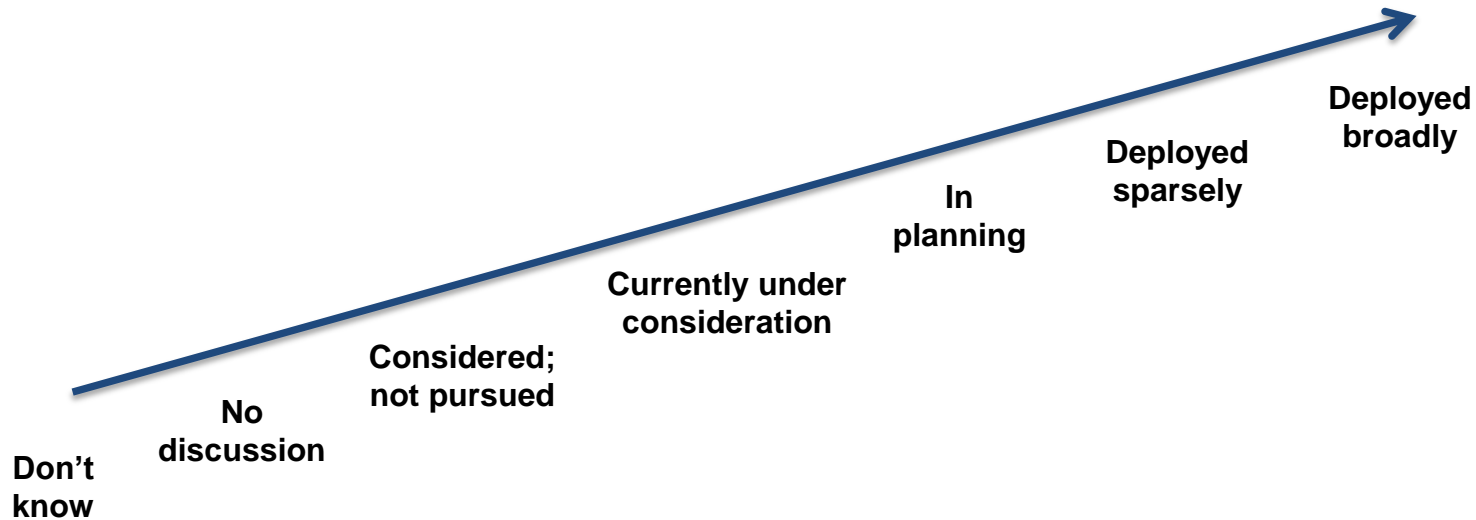 Don’t
know
No
discussion
Considered;
not pursued
Currently under
consideration
In
planning
Deployed
sparsely
Deployed
broadly